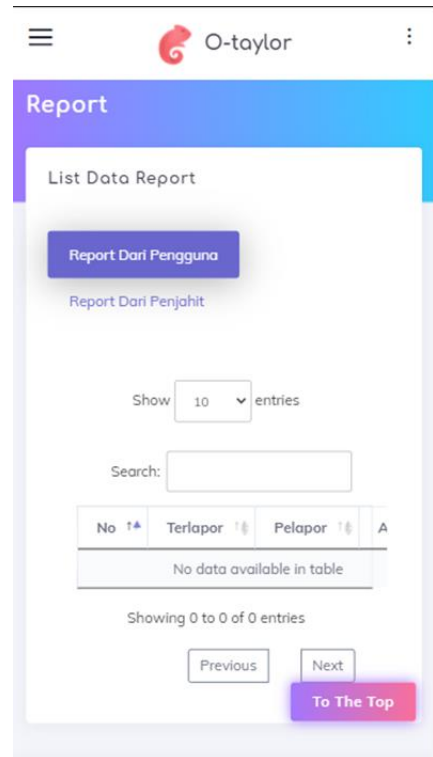 O-taylor
Report
List Data Report
Report Dari Pengguna
Report Dari Penjahit
Show 10 entries
Search:
No Terlapor Pelapor A
No data available in table
Showing 0 to 0 of 0 entries
Previous Next
To The Top